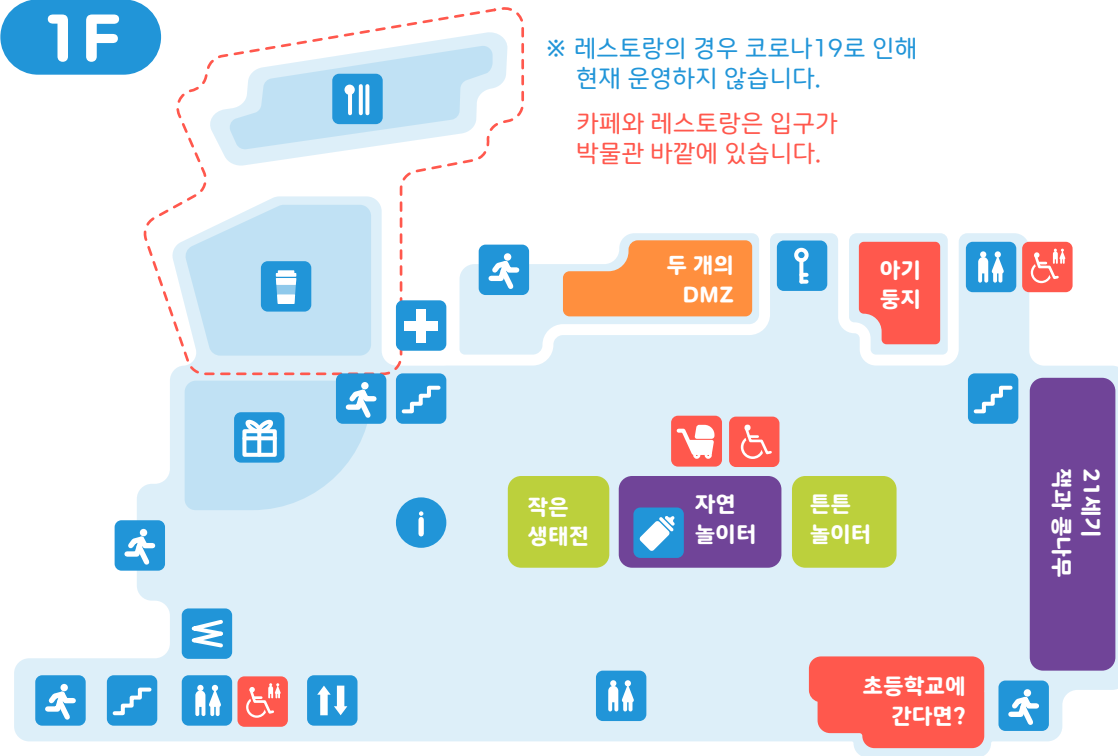 1F
※ 레스토랑의 경우 코로나19로 인해
현재 운영하지 않습니다.
카페와 레스토랑은 입구가
박물관 바깥에 있습니다.
두 개의
DMZ
아기
둥지
작은
생태전
자연
놀이터
튼튼
놀이터
21세기
잭과 콩나무
초등학교에
간다면?